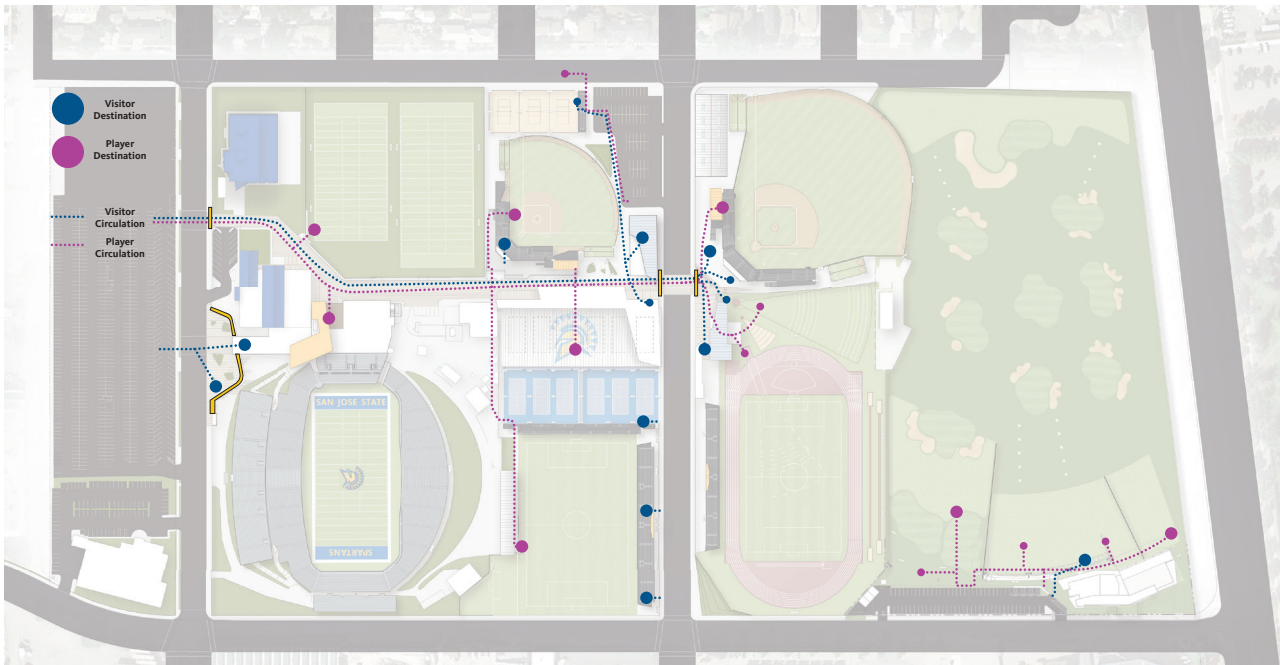 Visitor
Destination
Player
Destination
Visitor
Circulation
Player
Circulation
SAN JOSE STATE
SPARTANS